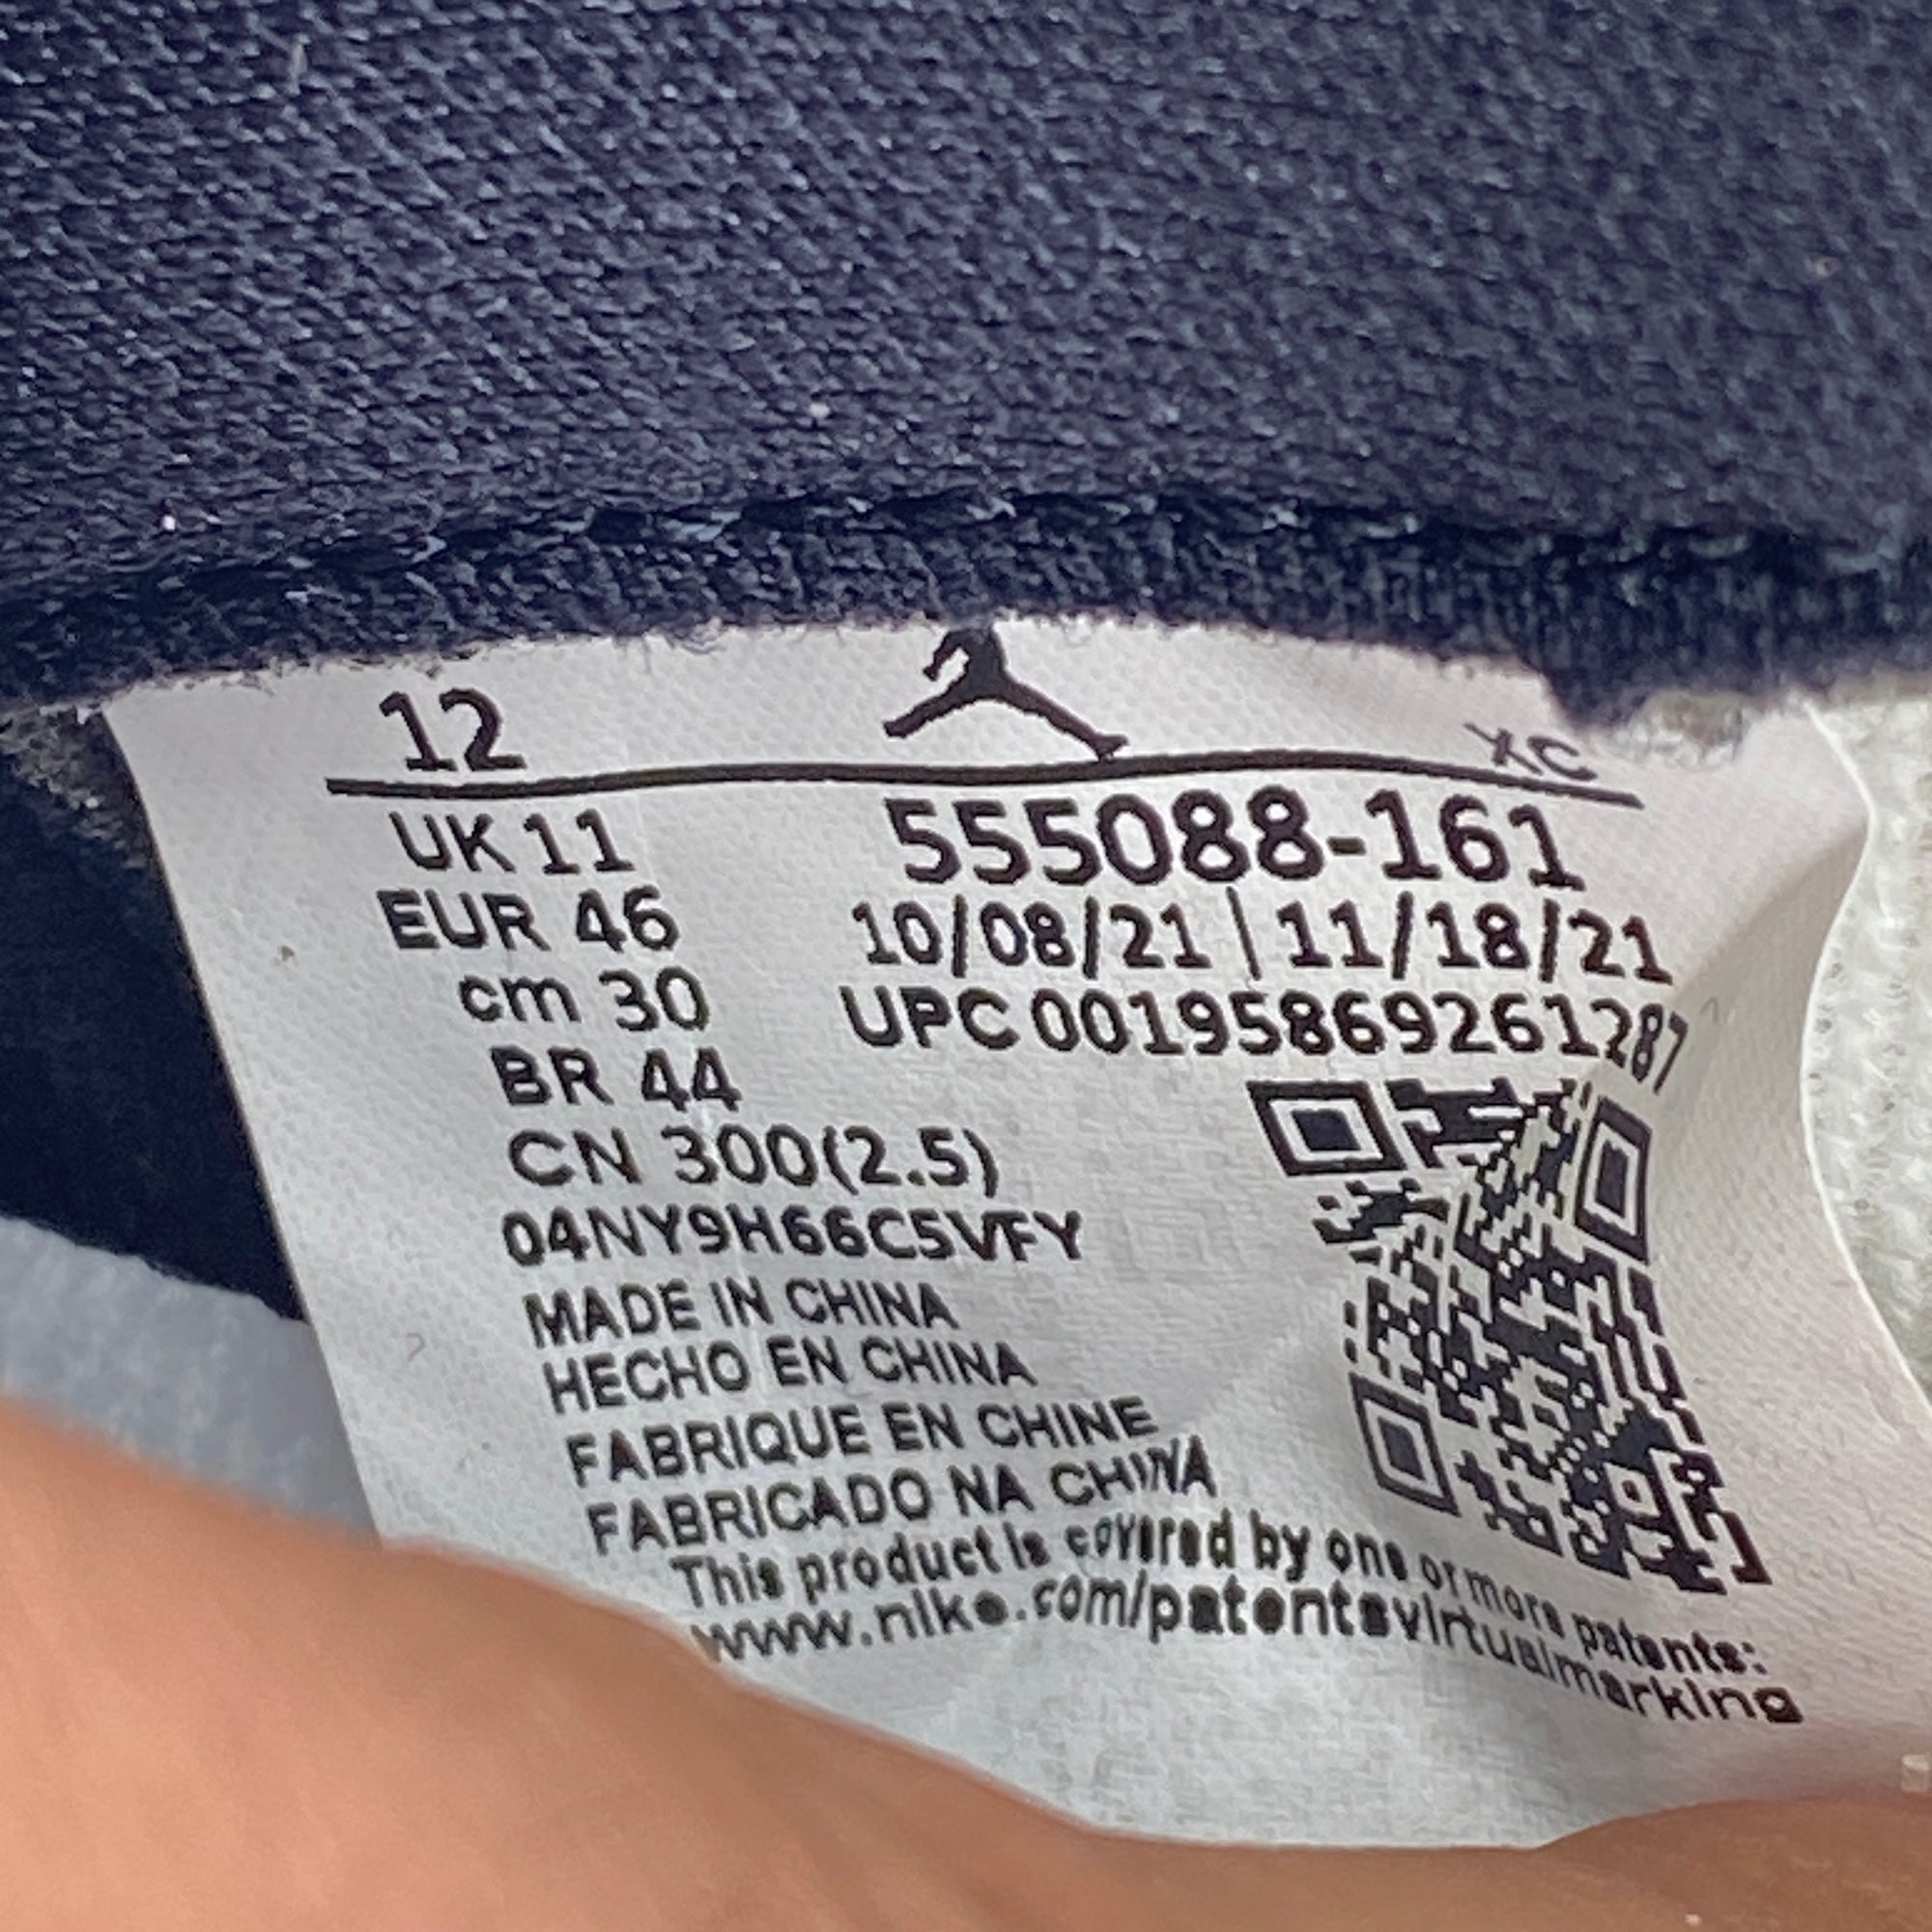 12
XC
UK 11
555088-161
EUR 46
10/08/21 | 11/18/21
cm 30
UPC 00195869261287
BR 44
CN 300(2.5)
04NY9H66C5VFY
MADE IN CHINA
HECHO EN CHINA
FABRIQUE EN CHINE
FABRICADO NA CHINA
This product is covered by one or more patents:
www.nike.com/patentsvirtualmarking